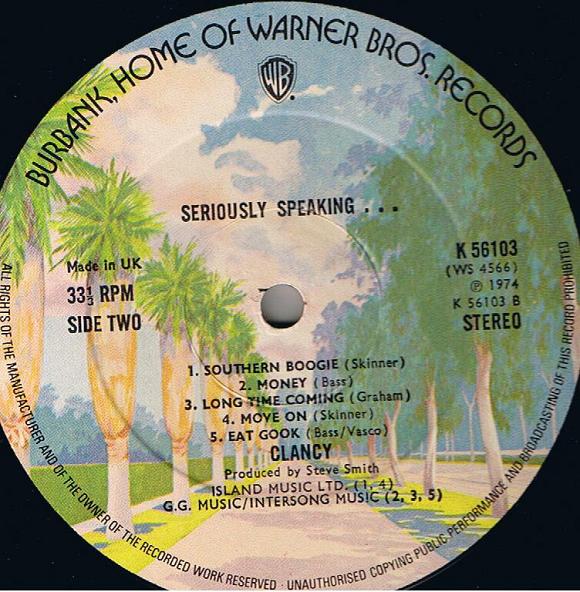 BURBANK, HOME OF WARNER BROS. RECORDS
WB
SERIOUSLY SPEAKING . . .
Made in UK
33⅓ RPM
SIDE TWO
K 56103
(WS 4566)
℗ 1974
K 56103 B
STEREO
1. SOUTHERN BOOGIE (Skinner)
2. MONEY (Bass)
3. LONG TIME COMING (Graham)
4. MOVE ON (Skinner)
5. EAT GOOK (Bass/Vasco)
CLANCY
Produced by Steve Smith
ISLAND MUSIC LTD. (1, 4)
G.G. MUSIC/INTERSONG MUSIC (2, 3, 5)
ALL RIGHTS OF THE MANUFACTURER AND OF THE OWNER OF THE RECORDED WORK RESERVED · UNAUTHORISED COPYING PUBLIC PERFORMANCE AND BROADCASTING OF THIS RECORD PROHIBITED